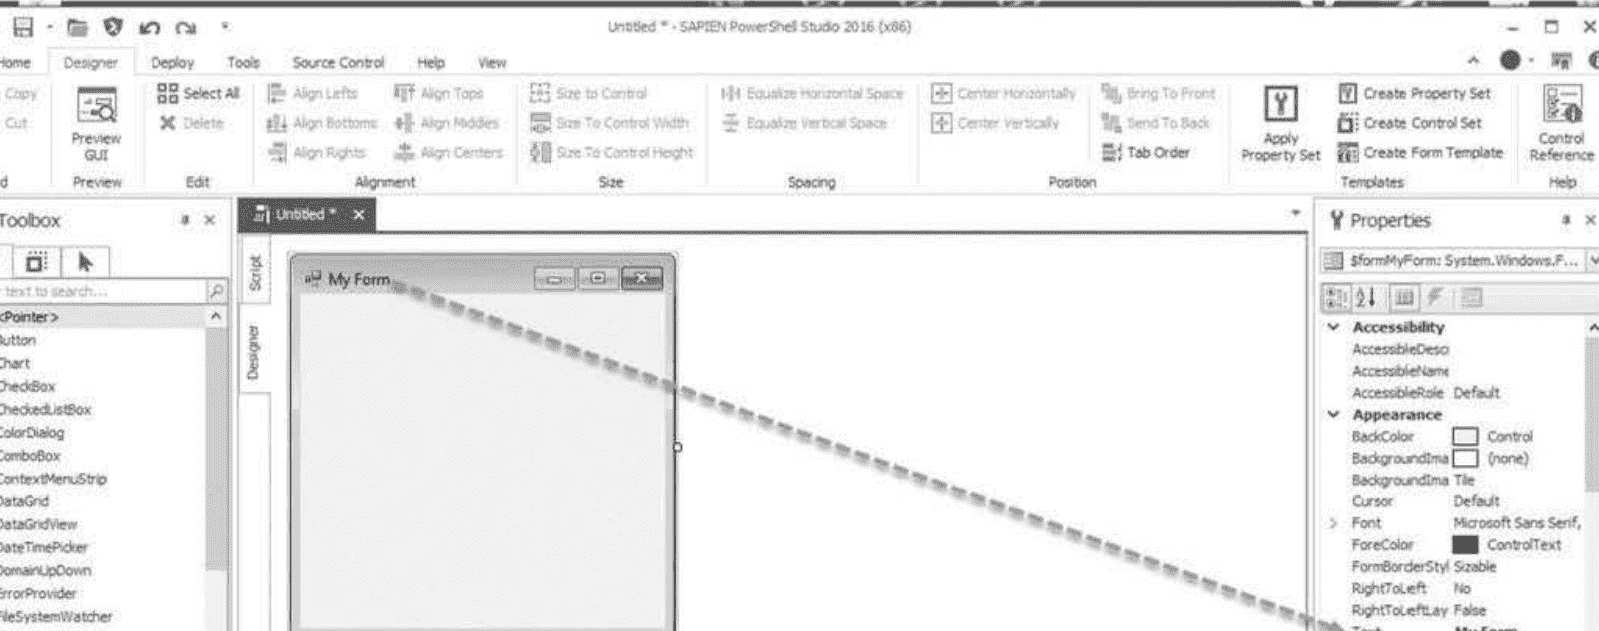 Untitled * - SAPIEN PowerShell Studio 2016 (x86)
Home Designer Deploy Tools Source Control Help View
Copy
Cut
Preview GUI
Preview
Select All
Delete
Edit
Align Lefts Align Tops
Align Bottoms Align Middles
Align Rights Align Centers
Alignment
Size to Control
Size To Control Width
Size To Control Height
Size
Equalize Horizontal Space
Equalize Vertical Space
Spacing
Center Horizontally Bring To Front
Center Vertically Send To Back
Tab Order
Position
Apply
Property Set
Create Property Set
Create Control Set
Create Form Template
Templates
Control
Reference
Help
Toolbox
text to search...
<Pointer>
Button
Chart
CheckBox
CheckedListBox
ColorDialog
ComboBox
ContextMenuStrip
DataGrid
DataGridView
DateTimePicker
DomainUpDown
ErrorProvider
FileSystemWatcher
Untitled *
Script
Designer
My Form
Properties
$formMyForm: System.Windows.F...
Accessibility
AccessibleDescr
AccessibleName
AccessibleRole Default
Appearance
BackColor Control
BackgroundIma (none)
BackgroundIma Tile
Cursor Default
Font Microsoft Sans Serif,
ForeColor ControlText
FormBorderStyl Sizable
RightToLeft No
RightToLeftLay False
Text My Form